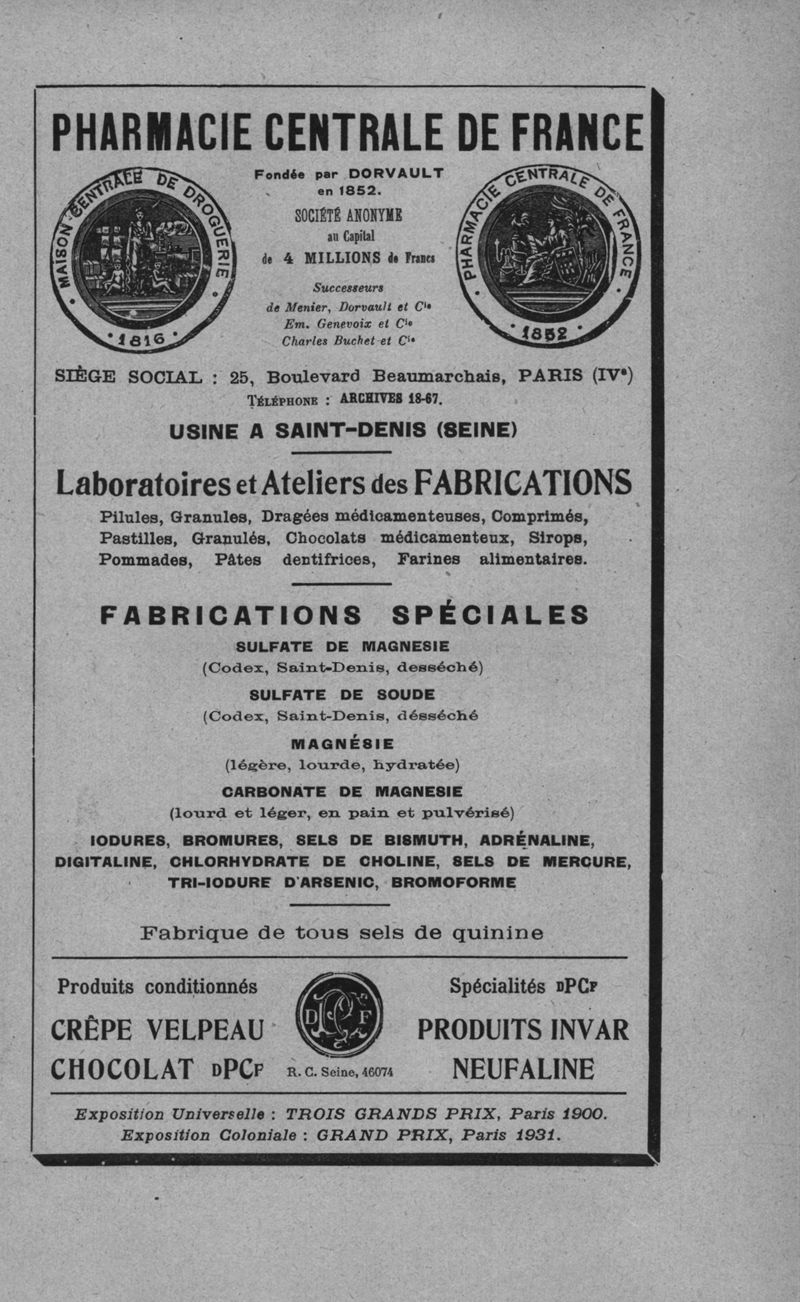 PHARMACIE CENTRALE DE FRANCE
MAISON CENTRALE DE DROGUERIE
1816
Fondée par DORVAULT
en 1852.
SOCIÉTÉ ANONYME
au Capital
de 4 MILLIONS de Francs
Successeurs
de Menier, Dorvault et Cie
Em. Genevoix et Cie
Charles Buchet et Cie
PHARMACIE CENTRALE DE FRANCE
1852
SIÈGE SOCIAL : 25, Boulevard Beaumarchais, PARIS (IVe)
TÉLÉPHONE : ARCHIVES 18-67.
USINE A SAINT-DENIS (SEINE)
Laboratoires et Ateliers des FABRICATIONS
Pilules, Granules, Dragées médicamenteuses, Comprimés,
Pastilles, Granulés, Chocolats médicamenteux, Sirops,
Pommades, Pâtes dentifrices, Farines alimentaires.
FABRICATIONS SPÉCIALES
SULFATE DE MAGNESIE
(Codex, Saint-Denis, desséché)
SULFATE DE SOUDE
(Codex, Saint-Denis, désséché
MAGNÉSIE
(légère, lourde, hydratée)
CARBONATE DE MAGNESIE
(lourd et léger, en pain et pulvérisé)
IODURES, BROMURES, SELS DE BISMUTH, ADRÉNALINE,
DIGITALINE, CHLORHYDRATE DE CHOLINE, SELS DE MERCURE,
TRI-IODURE D'ARSENIC, BROMOFORME
Fabrique de tous sels de quinine
Produits conditionnés
CRÊPE VELPEAU
CHOCOLAT DPCF
DPCF
R. C. Seine, 46074
Spécialités DPCF
PRODUITS INVAR
NEUFALINE
Exposition Universelle : TROIS GRANDS PRIX, Paris 1900.
Exposition Coloniale : GRAND PRIX, Paris 1931.